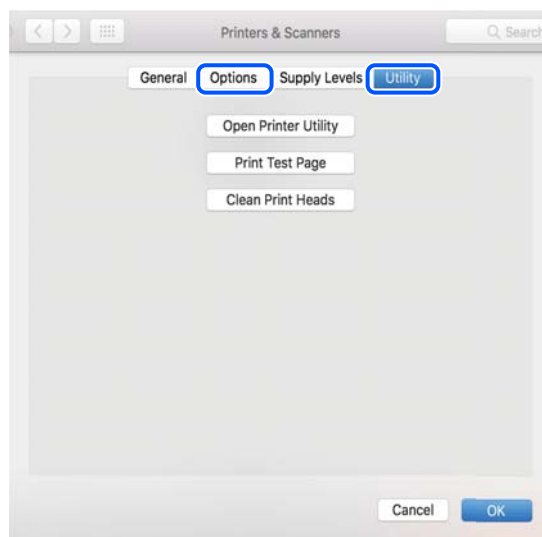 Printers & Scanners
Search
General Options Supply Levels Utility
Open Printer Utility
Print Test Page
Clean Print Heads
Cancel OK